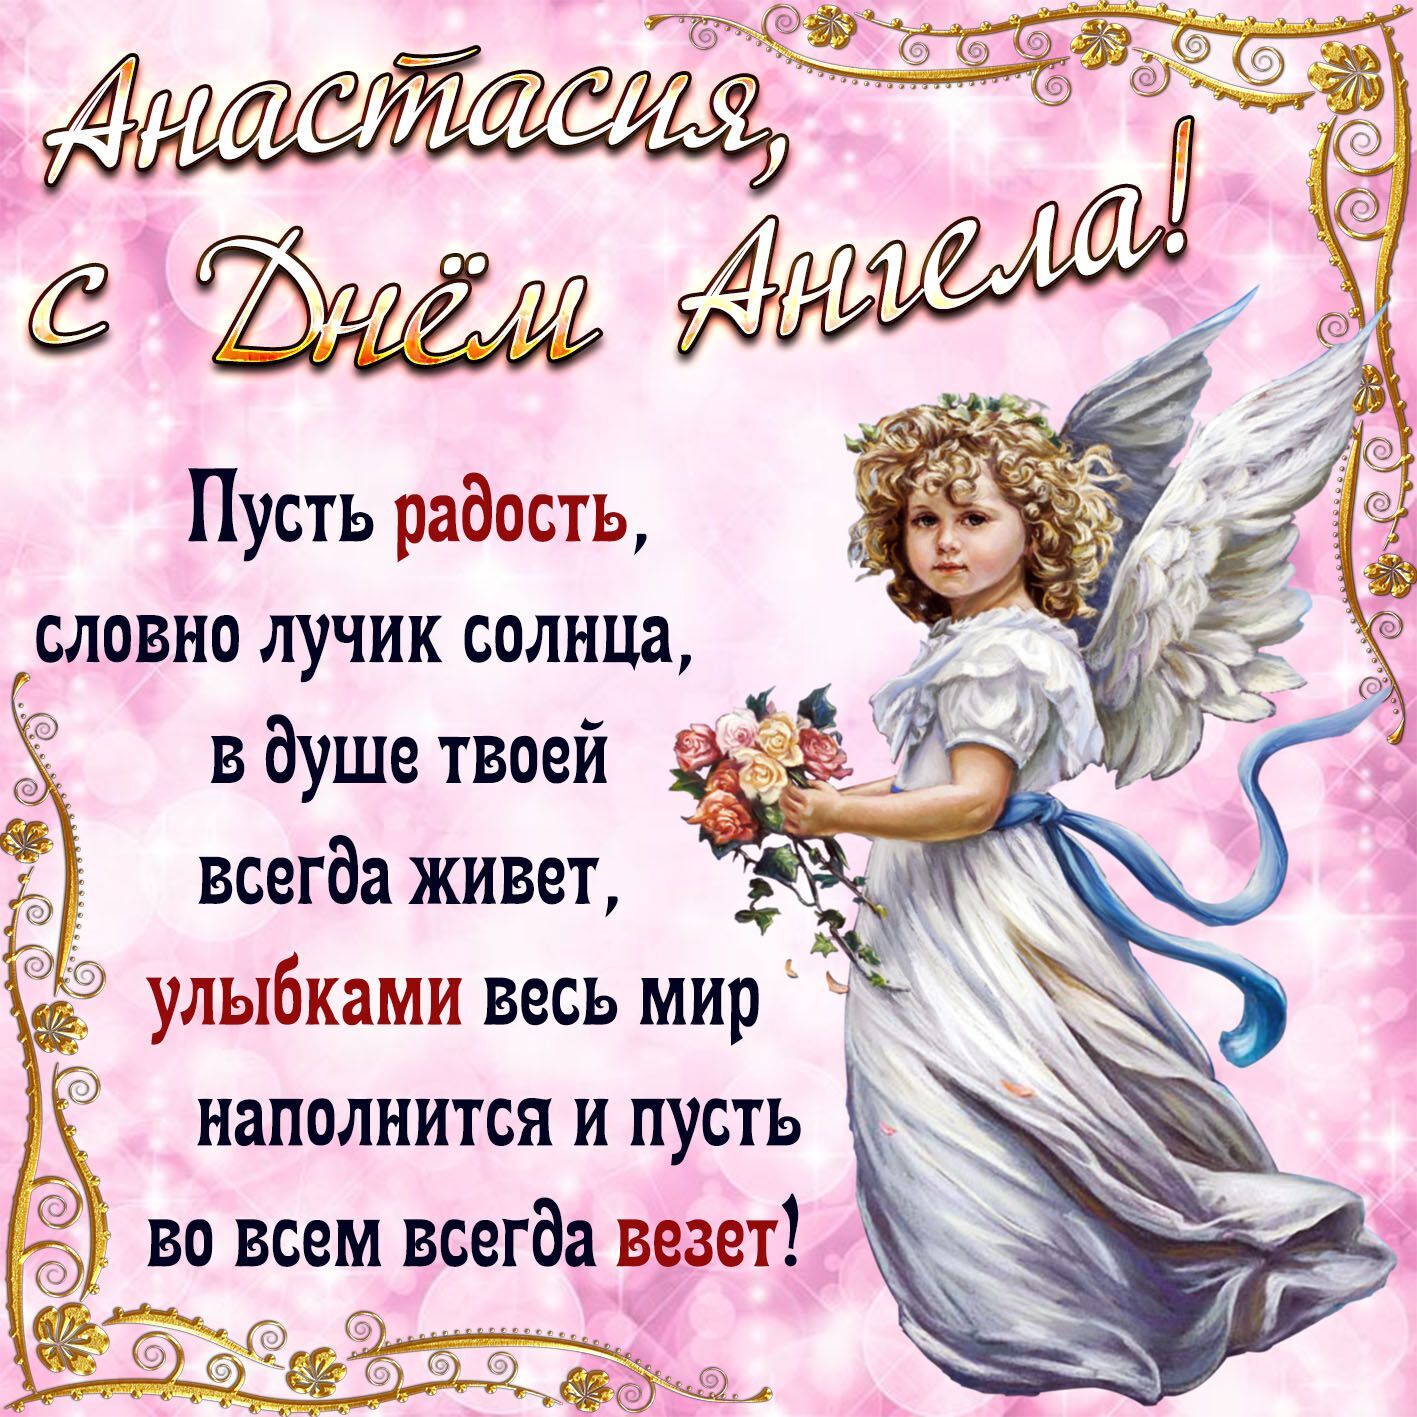 Анастасия,
с Днём Ангела!
Пусть радость,
словно лучик солнца,
в душе твоей
всегда живет,
улыбками весь мир
наполнится и пусть
во всем всегда везет!